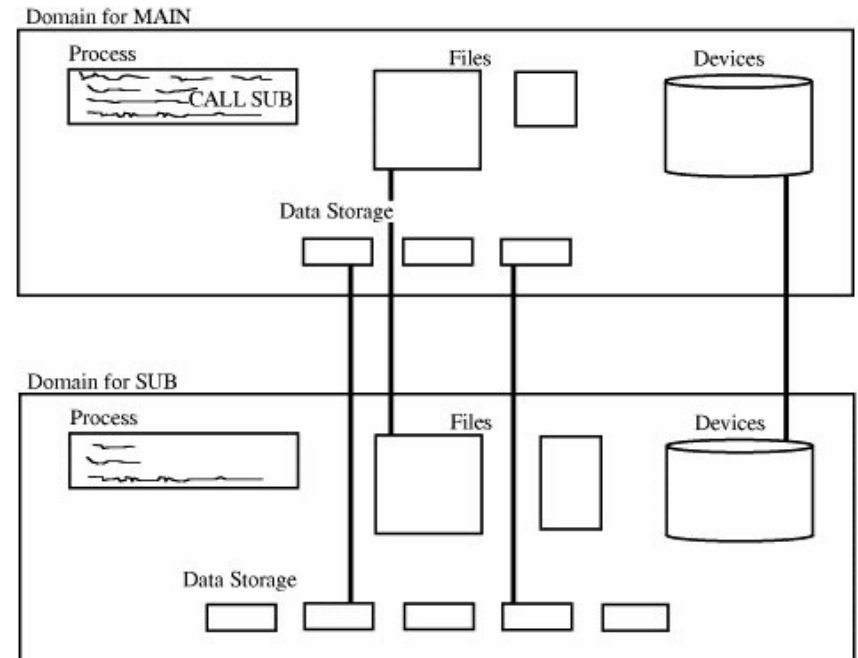 Domain for MAIN
Process
Files
Devices
CALL SUB
Data Storage
Domain for SUB
Process
Files
Devices
Data Storage